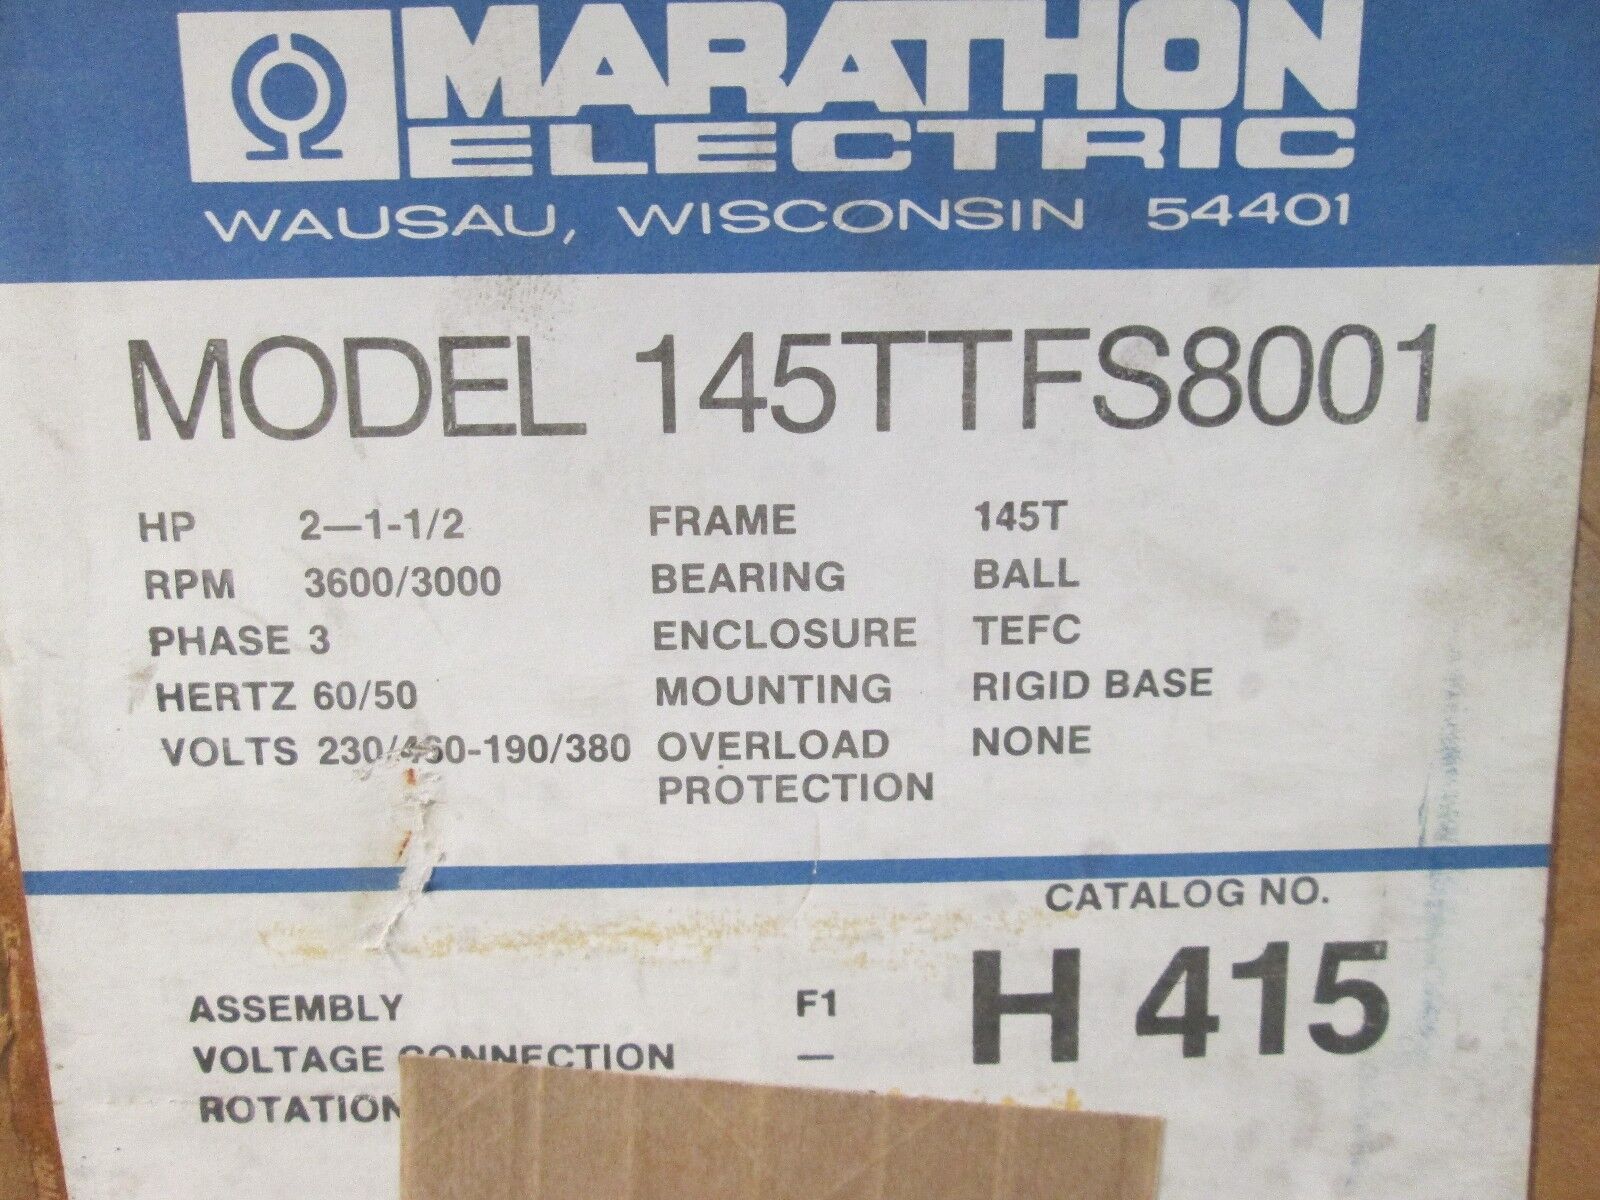 MARATHON
ELECTRIC
WAUSAU, WISCONSIN 54401
MODEL 145TTFS8001
HP 2—1-1/2 FRAME 145T
RPM 3600/3000 BEARING BALL
PHASE 3 ENCLOSURE TEFC
HERTZ 60/50 MOUNTING RIGID BASE
VOLTS 230/460-190/380 OVERLOAD NONE
PROTECTION
CATALOG NO.
H 415
ASSEMBLY F1
VOLTAGE CONNECTION —
ROTATION